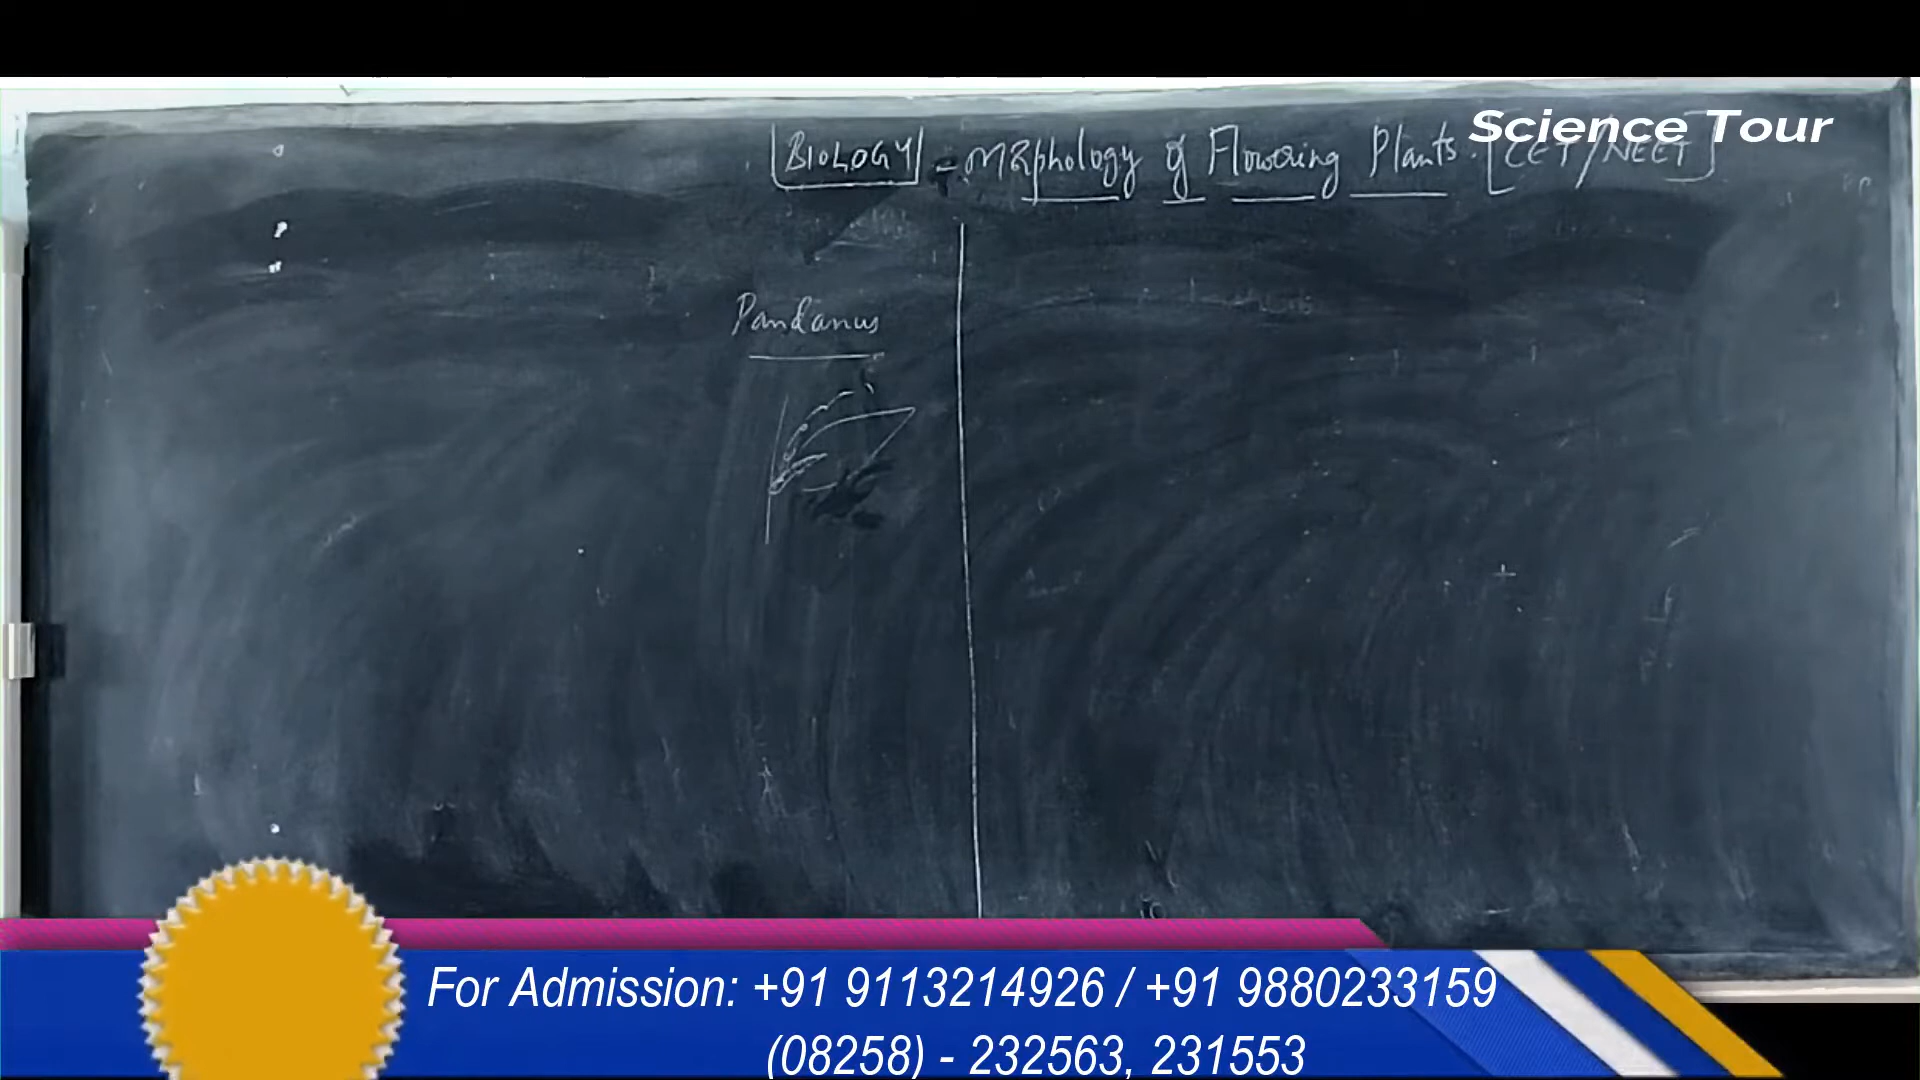 Science Tour
BIOLOGY - MORphology of Flowering Plants. [CET/NEET]
Pandanus
For Admission: +91 9113214926 / +91 9880233159
(08258) - 232563, 231553